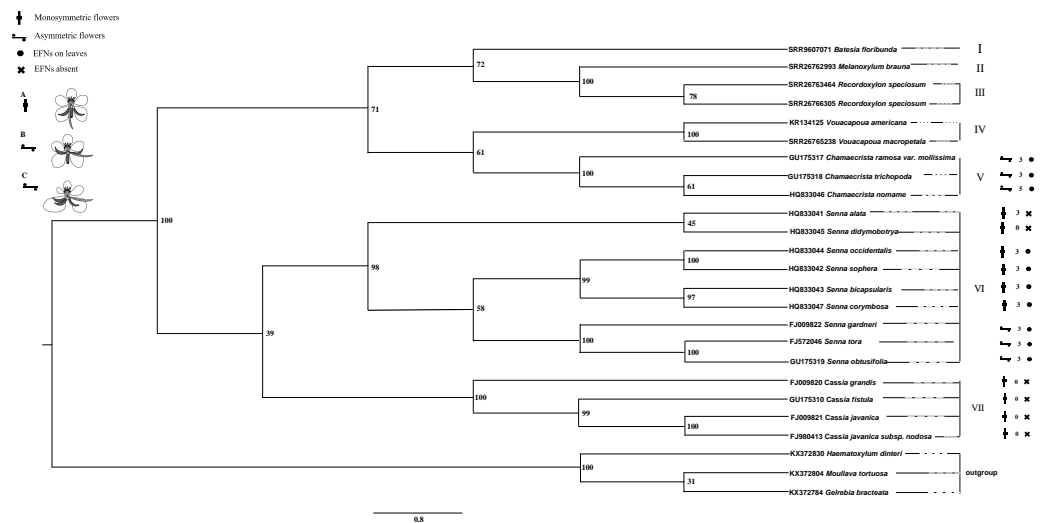 Monosymmetric flowers
Asymmetric flowers
EFNs on leaves
EFNs absent
A
B
C
SRR9607071 Batesia floribunda I
72
SRR26762993 Melanoxylum brauna II
100
SRR26763464 Recordoxylon speciosum
78 III
SRR26766305 Recordoxylon speciosum
71
KR134125 Vouacapoua americana
100 IV
SRR26765238 Vouacapoua macropetala
61
GU175317 Chamaecrista ramosa var. mollissima 3
100
GU175318 Chamaecrista trichopoda V 3
61
HQ833046 Chamaecrista nomame 5
100
HQ833041 Senna alata 3
45
HQ833045 Senna didymobotrya 0
98
HQ833044 Senna occidentalis 3
100
HQ833042 Senna sophera 3
99
HQ833043 Senna bicapsularis VI 3
97
HQ833047 Senna corymbosa 3
58
FJ009822 Senna gardneri 3
100
FJ572046 Senna tora 3
100
GU175319 Senna obtusifolia 3
39
FJ009820 Cassia grandis 0
100
GU175310 Cassia fistula 0
99 VII
FJ009821 Cassia javanica 0
100
FJ980413 Cassia javanica subsp. nodosa 0
KX372830 Haematoxylum dinteri
100
KX372804 Moullava tortuosa outgroup
31
KX372784 Gelrebia bracteata
0.8